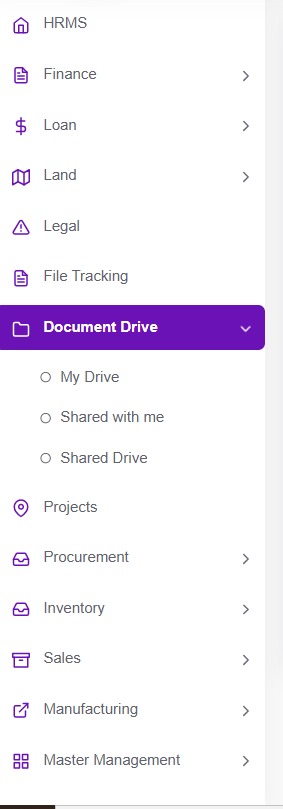 HRMS
Finance
Loan
Land
Legal
File Tracking
Document Drive
My Drive
Shared with me
Shared Drive
Projects
Procurement
Inventory
Sales
Manufacturing
Master Management